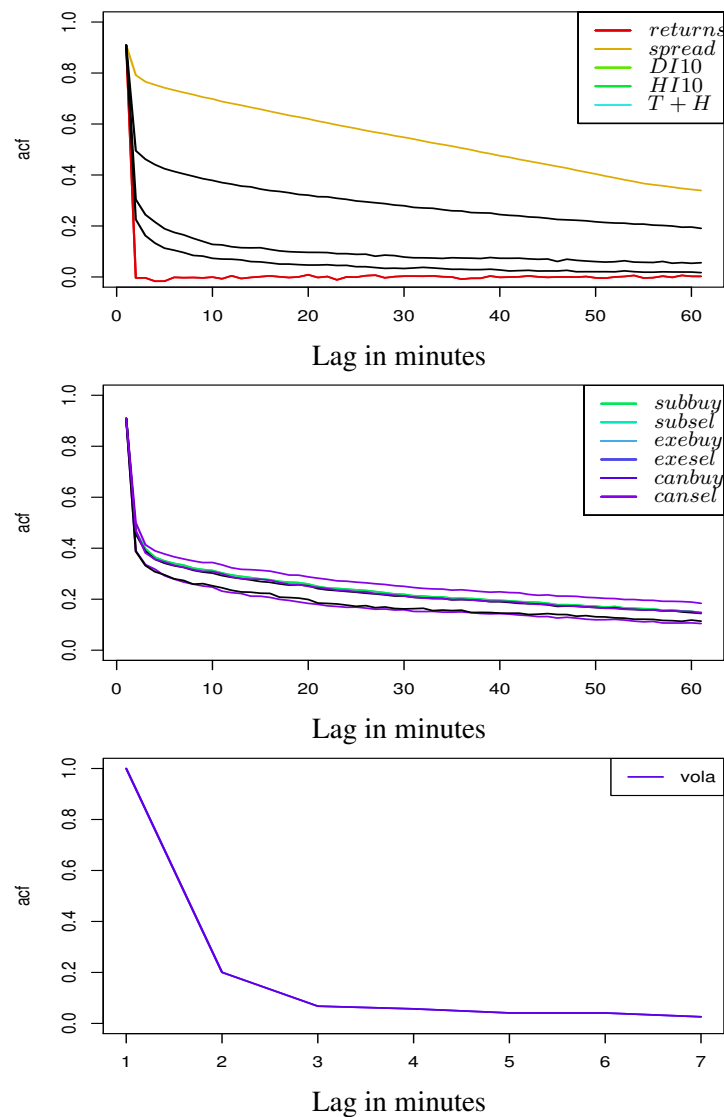 returns
spread
DI10
HI10
T + H
acf
0.0 0.2 0.4 0.6 0.8 1.0
0 10 20 30 40 50 60
Lag in minutes
subbuy
subsel
exebuy
exesel
canbuy
cansel
acf
0.0 0.2 0.4 0.6 0.8 1.0
0 10 20 30 40 50 60
Lag in minutes
vola
acf
0.0 0.2 0.4 0.6 0.8 1.0
1 2 3 4 5 6 7
Lag in minutes